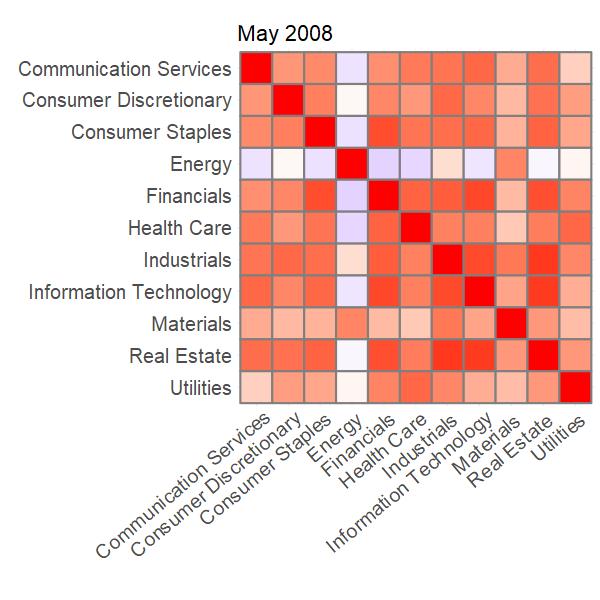 May 2008
Communication Services
Consumer Discretionary
Consumer Staples
Energy
Financials
Health Care
Industrials
Information Technology
Materials
Real Estate
Utilities
Communication Services
Consumer Discretionary
Consumer Staples
Energy
Financials
Health Care
Industrials
Information Technology
Materials
Real Estate
Utilities